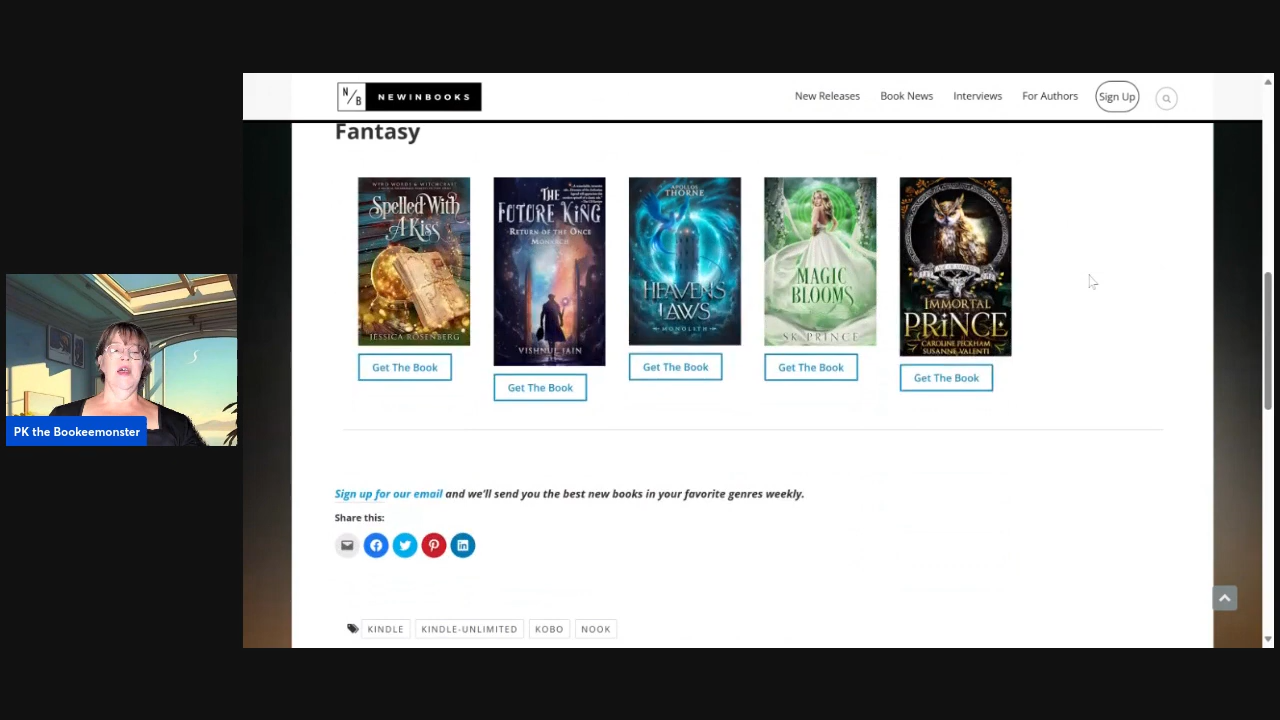 N/B NEWINBOOKS
New Releases Book News Interviews For Authors Sign Up
Fantasy
Spelled With
A Kiss
JESSICA ROSENBERG
Get The Book
THE
FUTURE KING
RETURN OF THE ONCE
MONARCH
VISHNUE JAIN
Get The Book
APOLLOS
THORNE
HEAVENS
LAWS
MONOLITH
Get The Book
MAGIC
BLOOMS
SK PRINCE
Get The Book
IMMORTAL
PRINCE
CAROLINE PECKHAM
SUSANNE VALENTI
Get The Book
PK the Bookeemonster
Sign up for our email and we'll send you the best new books in your favorite genres weekly.
Share this:
KINDLE KINDLE-UNLIMITED KOBO NOOK